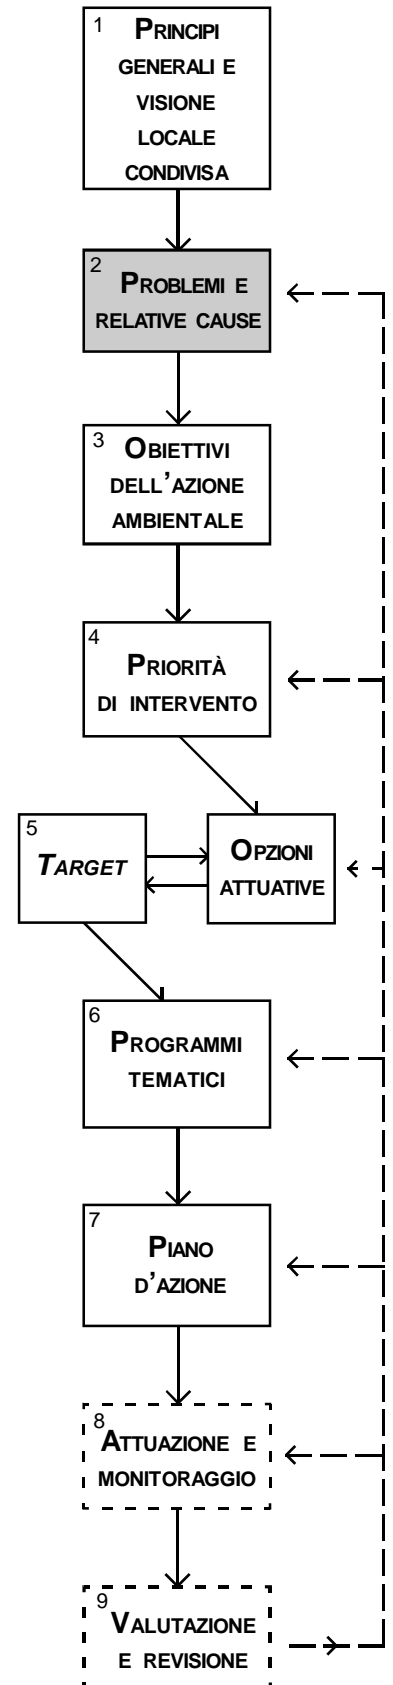 1 PRINCIPI
GENERALI E
VISIONE
LOCALE
CONDIVISA
2 PROBLEMI E
RELATIVE CAUSE
3 OBIETTIVI
DELL'AZIONE
AMBIENTALE
4
PRIORITÀ
DI INTERVENTO
5
TARGET
OPZIONI
ATTUATIVE
6
PROGRAMMI
TEMATICI
7
PIANO
D'AZIONE
8
ATTUAZIONE E
MONITORAGGIO
9
VALUTAZIONE
E REVISIONE